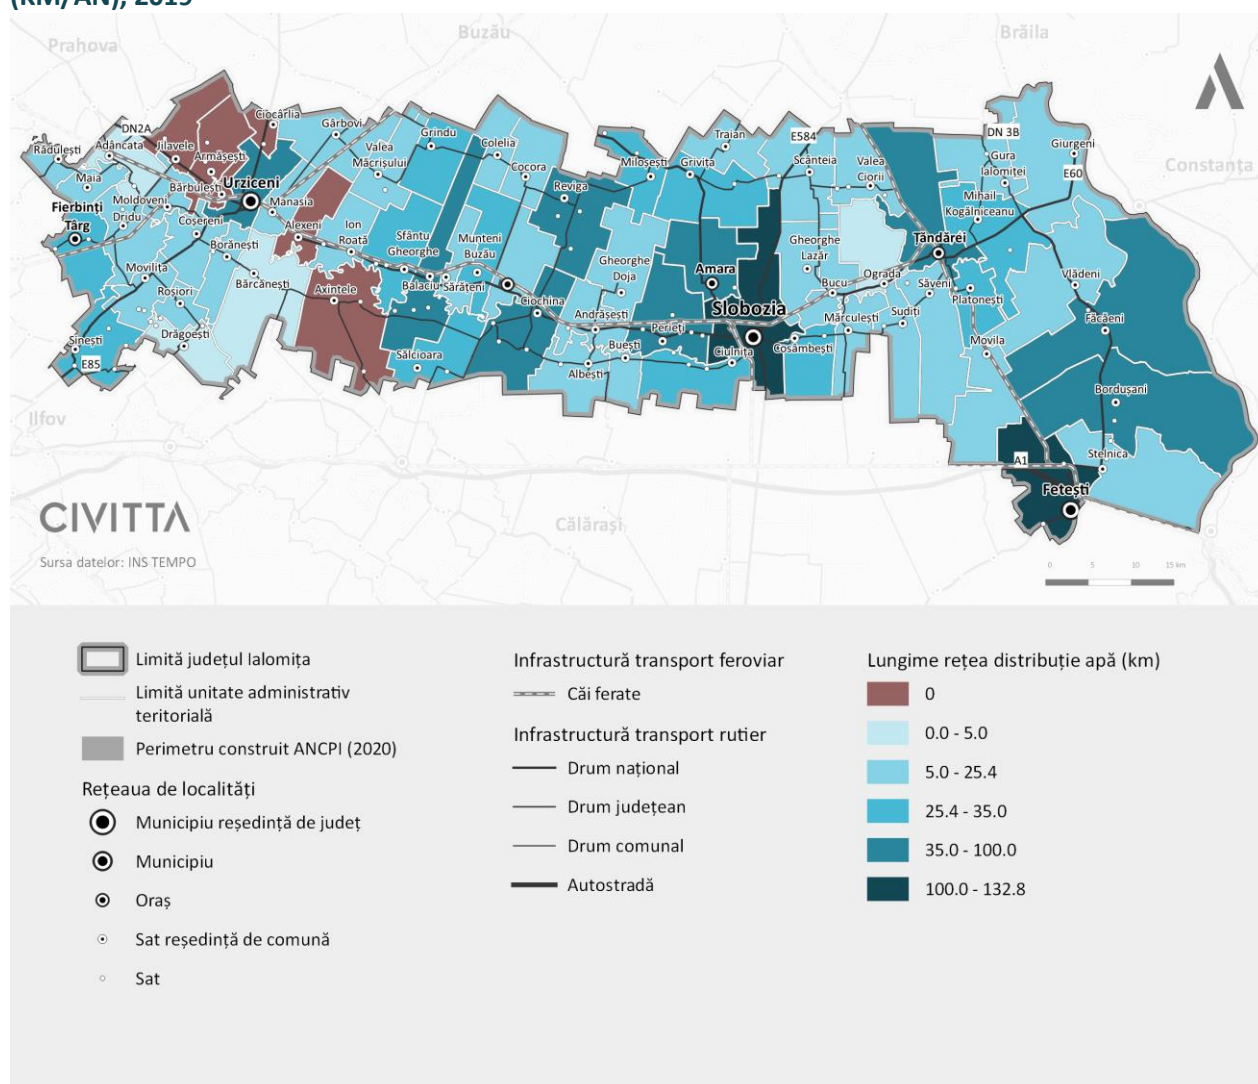 (KM/AN), 2019
Prahova
Buzău
Brăila
Ciocârlia
Gârbovi
Grindu
Traian
E584
DN 3B
Giurgeni
DN2A
Rădulești
Adâncata
Jilavele
Armășești
Valea
Măcrișului
Colelia
Cocora
Miloșești
Grivița
Scânteia
Valea
Ciorii
Gura
Ialomiței
Constanța
E60
Maia
Bărbulești
Urziceni
Manasia
Reviga
Mihail
Kogălniceanu
Fierbinți
Târg
Moldoveni
Dridu
Coșereni
Alexeni
Ion
Roată
Sfântu
Gheorghe
Munteni
Buzău
Gheorghe
Lazăr
Țăndărei
Borănești
Movilița
Bărcănești
Axintele
Balaciu
Sărățeni
Gheorghe
Doja
Amara
Ograda
Vlădeni
Roșiori
Ciochina
Bucu
Săveni
Platonești
Slobozia
Andrășești
Mărculești
Sudiți
Făcăeni
Sinești
Drăgoești
Perieți
Buești
Ciulnița
Cosâmbești
Movila
E85
Sălcioara
Albești
Bordușani
Ilfov
A1
Stelnica
Fetești
Călărași
CIVITTA
Sursa datelor: INS TEMPO
0 5 10 15 km
Limită județul Ialomița
Limită unitate administrativ
teritorială
Perimetru construit ANCPI (2020)
Rețeaua de localități
Municipiu reședință de județ
Municipiu
Oraș
Sat reședință de comună
Sat
Infrastructură transport feroviar
Căi ferate
Infrastructură transport rutier
Drum național
Drum județean
Drum comunal
Autostradă
Lungime rețea distribuție apă (km)
0
0.0 - 5.0
5.0 - 25.4
25.4 - 35.0
35.0 - 100.0
100.0 - 132.8